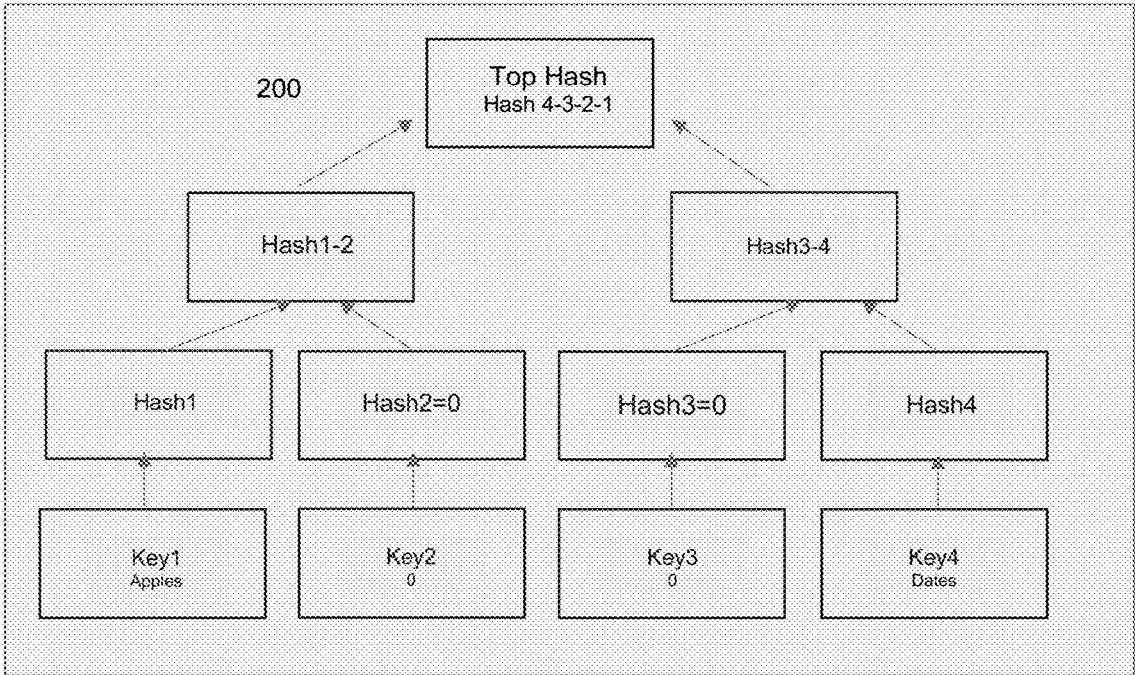 200
Top Hash
Hash 4-3-2-1
Hash1-2
Hash3-4
Hash1
Hash2=0
Hash3=0
Hash4
Key1
Apples
Key2
0
Key3
0
Key4
Dates